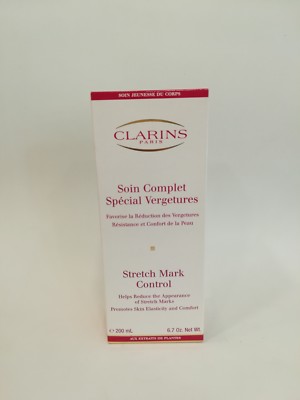 SOIN JEUNESSE DU CORPS
CLARINS
PARIS
Soin Complet
Spécial Vergetures
Favorise la Réduction des Vergetures
Résistance et Confort de la Peau
Stretch Mark
Control
Helps Reduce the Appearance
of Stretch Marks
Promotes Skin Elasticity and Comfort
℮ 200 mL 6.7 Oz. Net Wt.
AUX EXTRAITS DE PLANTES